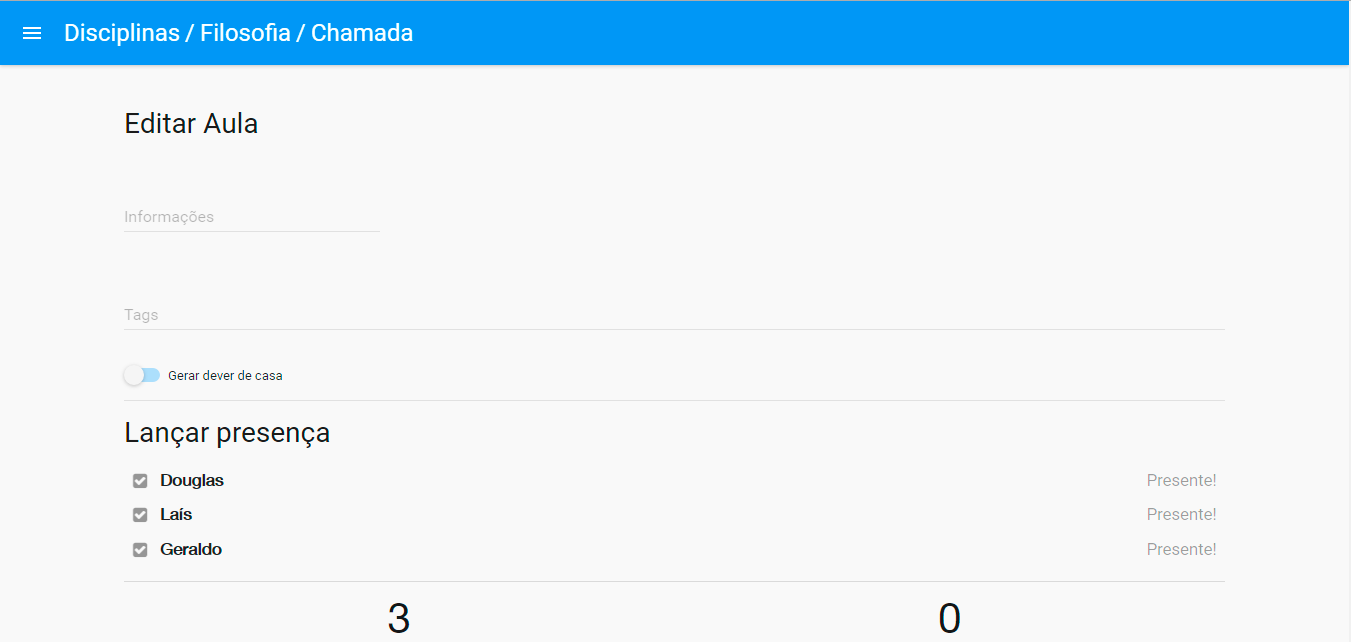 Disciplinas / Filosofia / Chamada
Editar Aula
Informações
Tags
Gerar dever de casa
Lançar presença
Douglas Presente!
Laís Presente!
Geraldo Presente!
3 0